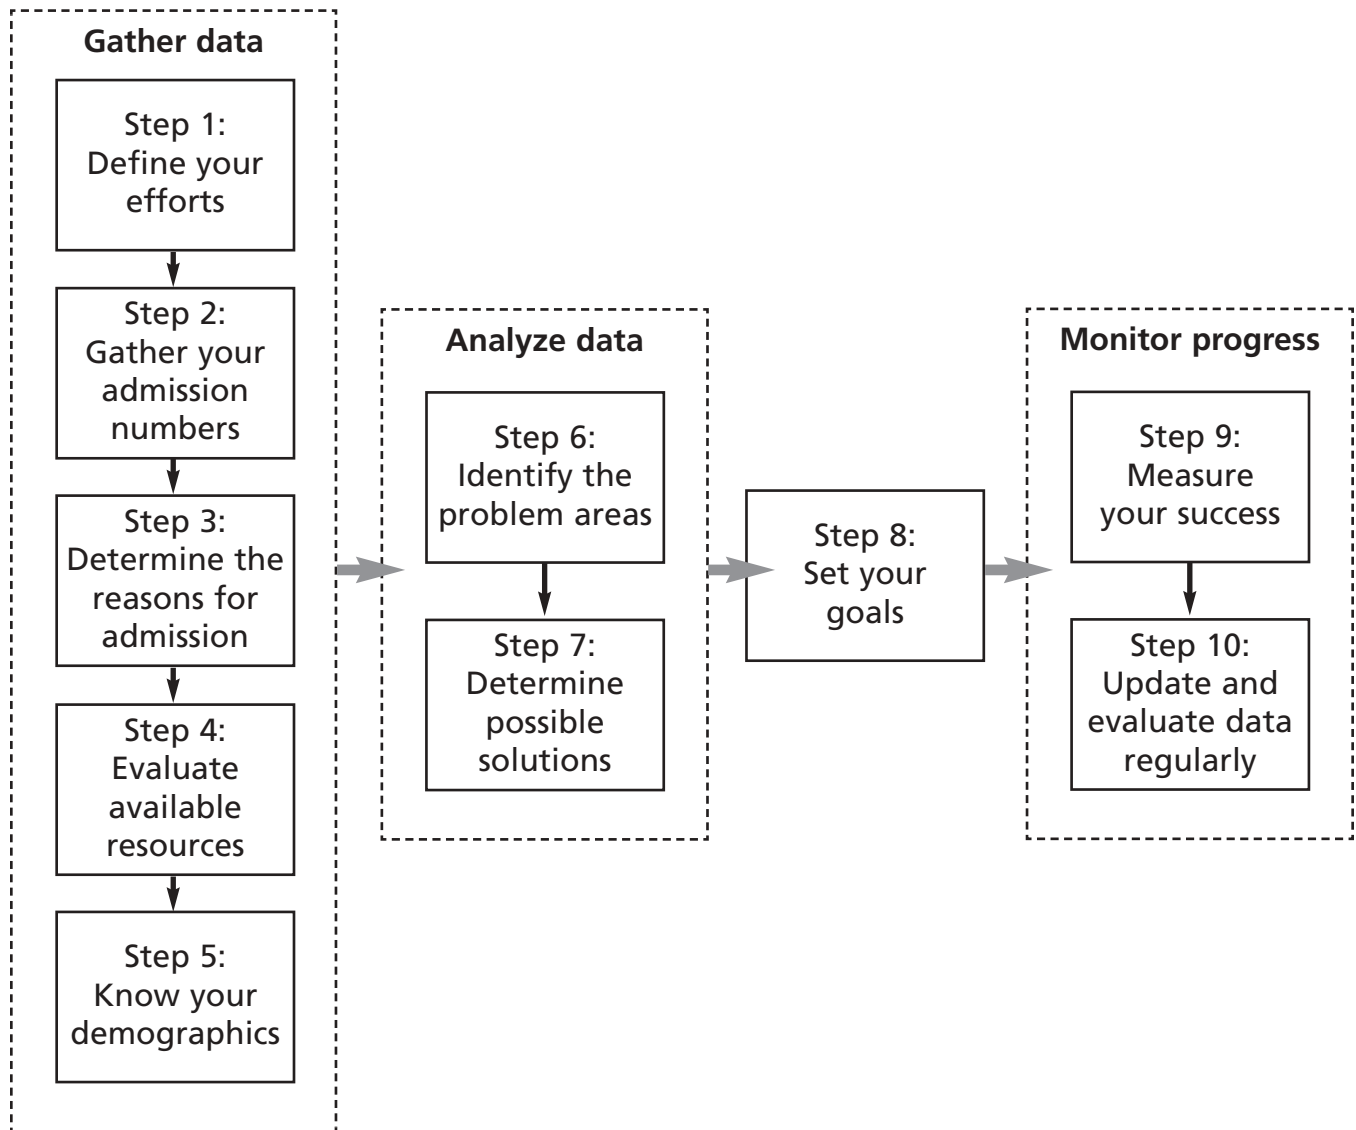 Gather data
Step 1:
Define your
efforts
Step 2:
Gather your
admission
numbers
Step 3:
Determine the
reasons for
admission
Step 4:
Evaluate
available
resources
Step 5:
Know your
demographics
Analyze data
Step 6:
Identify the
problem areas
Step 7:
Determine
possible
solutions
Step 8:
Set your
goals
Monitor progress
Step 9:
Measure
your success
Step 10:
Update and
evaluate data
regularly